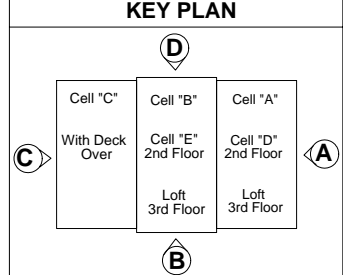 KEY PLAN
D
Cell "C"
With Deck
Over
Cell "B"
Cell "E"
2nd Floor
Loft
3rd Floor
Cell "A"
Cell "D"
2nd Floor
Loft
3rd Floor
C
A
B